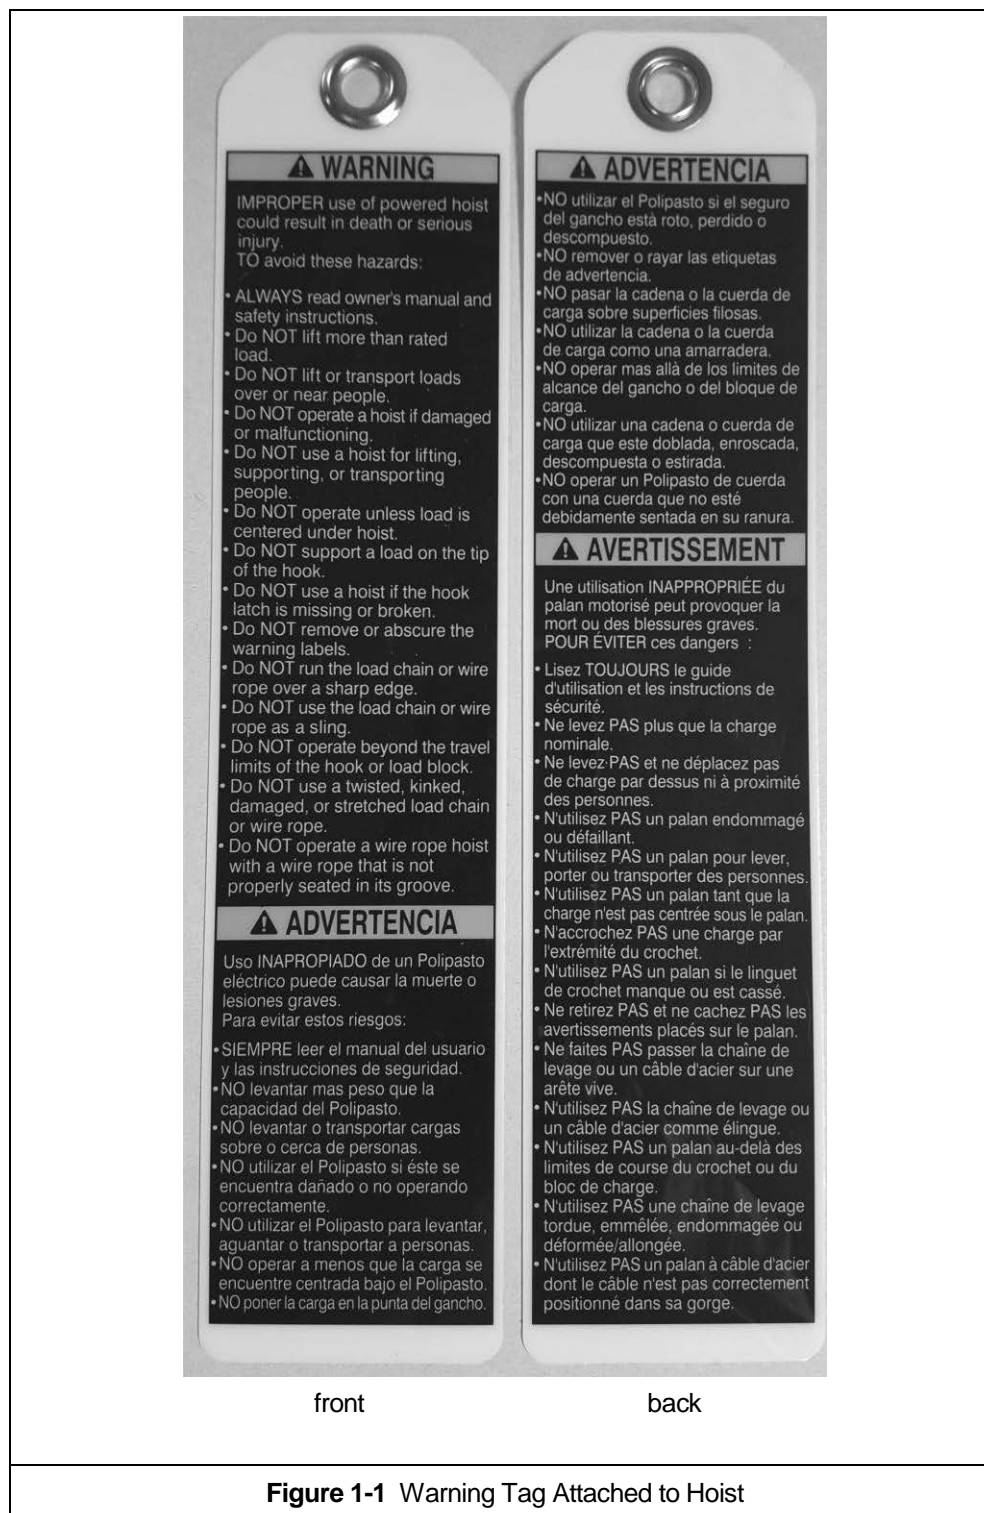 WARNING
IMPROPER use of powered hoist
could result in death or serious
injury.
TO avoid these hazards:
• ALWAYS read owner's manual and
safety instructions.
• Do NOT lift more than rated
load.
• Do NOT lift or transport loads
over or near people.
• Do NOT operate a hoist if damaged
or malfunctioning.
• Do NOT use a hoist for lifting,
supporting, or transporting
people.
• Do NOT operate unless load is
centered under hoist.
• Do NOT support a load on the tip
of the hook.
• Do NOT use a hoist if the hook
latch is missing or broken.
• Do NOT remove or abscure the
warning labels.
• Do NOT run the load chain or wire
rope over a sharp edge.
• Do NOT use the load chain or wire
rope as a sling.
• Do NOT operate beyond the travel
limits of the hook or load block.
• Do NOT use a twisted, kinked,
damaged, or stretched load chain
or wire rope.
• Do NOT operate a wire rope hoist
with a wire rope that is not
properly seated in its groove.
ADVERTENCIA
Uso INAPROPIADO de un Polipasto
eléctrico puede causar la muerte o
lesiones graves.
Para evitar estos riesgos:
• SIEMPRE leer el manual del usuario
y las instrucciones de seguridad.
• NO levantar mas peso que la
capacidad del Polipasto.
• NO levantar o transportar cargas
sobre o cerca de personas.
• NO utilizar el Polipasto si éste se
encuentra dañado o no operando
correctamente.
• NO utilizar el Polipasto para levantar,
aguantar o transportar a personas.
• NO operar a menos que la carga se
encuentre centrada bajo el Polipasto.
• NO poner la carga en la punta del gancho.
ADVERTENCIA
• NO utilizar el Polipasto si el seguro
del gancho està roto, perdido o
descompuesto.
• NO remover o rayar las etiquetas
de advertencia.
• NO pasar la cadena o la cuerda de
carga sobre superficies filosas.
• NO utilizar la cadena o la cuerda
de carga como una amarradera.
• NO operar mas allà de los limites de
alcance del gancho o del bloque de
carga.
• NO utilizar una cadena o cuerda de
carga que este doblada, enroscada,
descompuesta o estirada.
• NO operar un Polipasto de cuerda
con una cuerda que no esté
debidamente sentada en su ranura.
AVERTISSEMENT
Une utilisation INAPPROPRIÉE du
palan motorisé peut provoquer la
mort ou des blessures graves.
POUR ÉVITER ces dangers :
• Lisez TOUJOURS le guide
d'utilisation et les instructions de
sécurité.
• Ne levez PAS plus que la charge
nominale.
• Ne levez PAS et ne déplacez pas
de charge par dessus ni à proximité
des personnes.
• N'utilisez PAS un palan endommagé
ou défaillant.
• N'utilisez PAS un palan pour lever,
porter ou transporter des personnes.
• N'utilisez PAS un palan tant que la
charge n'est pas centrée sous le palan.
• N'accrochez PAS une charge par
l'extrémité du crochet.
• N'utilisez PAS un palan si le linguet
de crochet manque ou est cassé.
• Ne retirez PAS et ne cachez PAS les
avertissements placés sur le palan.
• Ne faites PAS passer la chaîne de
levage ou un câble d'acier sur une
arête vive.
• N'utilisez PAS la chaîne de levage ou
un câble d'acier comme élingue.
• N'utilisez PAS un palan au-delà des
limites de course du crochet ou du
bloc de charge.
• N'utilisez PAS une chaîne de levage
tordue, emmêlée, endommagée ou
déformée/allongée.
• N'utilisez PAS un palan à câble d'acier
dont le câble n'est pas correctement
positionné dans sa gorge.
front
back
Figure 1-1 Warning Tag Attached to Hoist